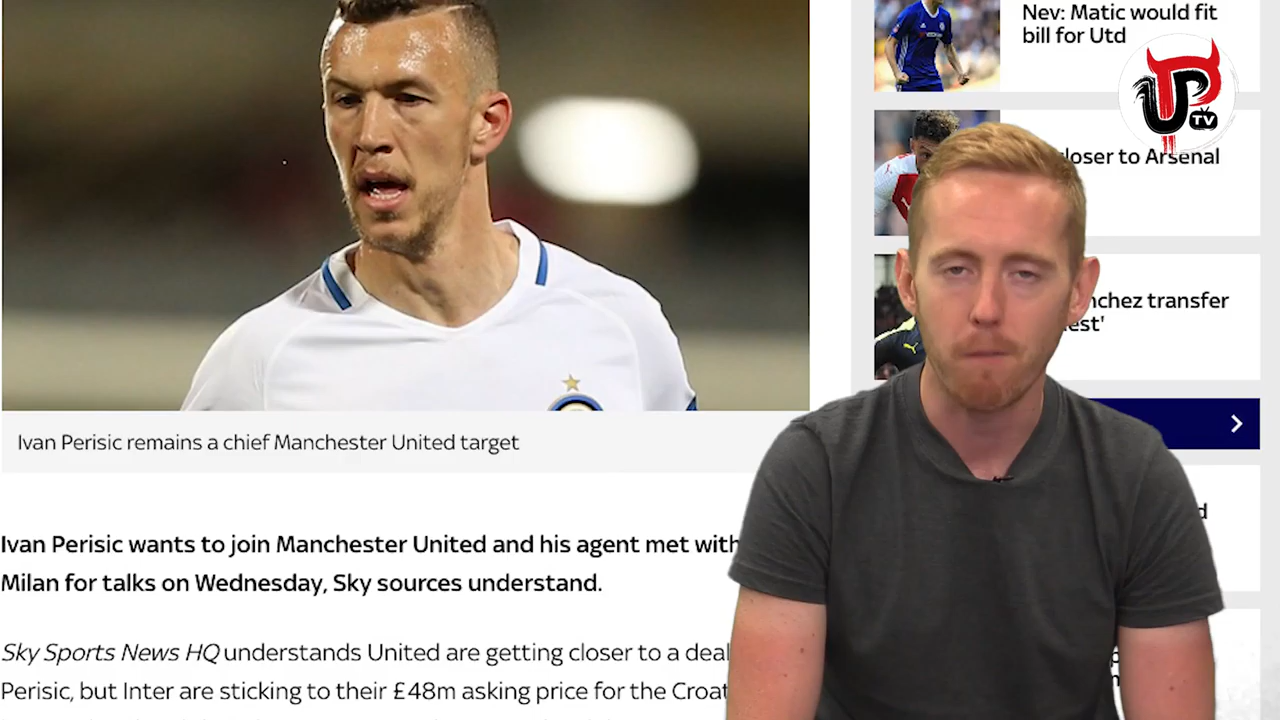 Nev: Matic would fit
bill for Utd
UP
TV
closer to Arsenal
nchez transfer
est'
Ivan Perisic remains a chief Manchester United target
Ivan Perisic wants to join Manchester United and his agent met with
Milan for talks on Wednesday, Sky sources understand.
Sky Sports News HQ understands United are getting closer to a deal
Perisic, but Inter are sticking to their £48m asking price for the Croat